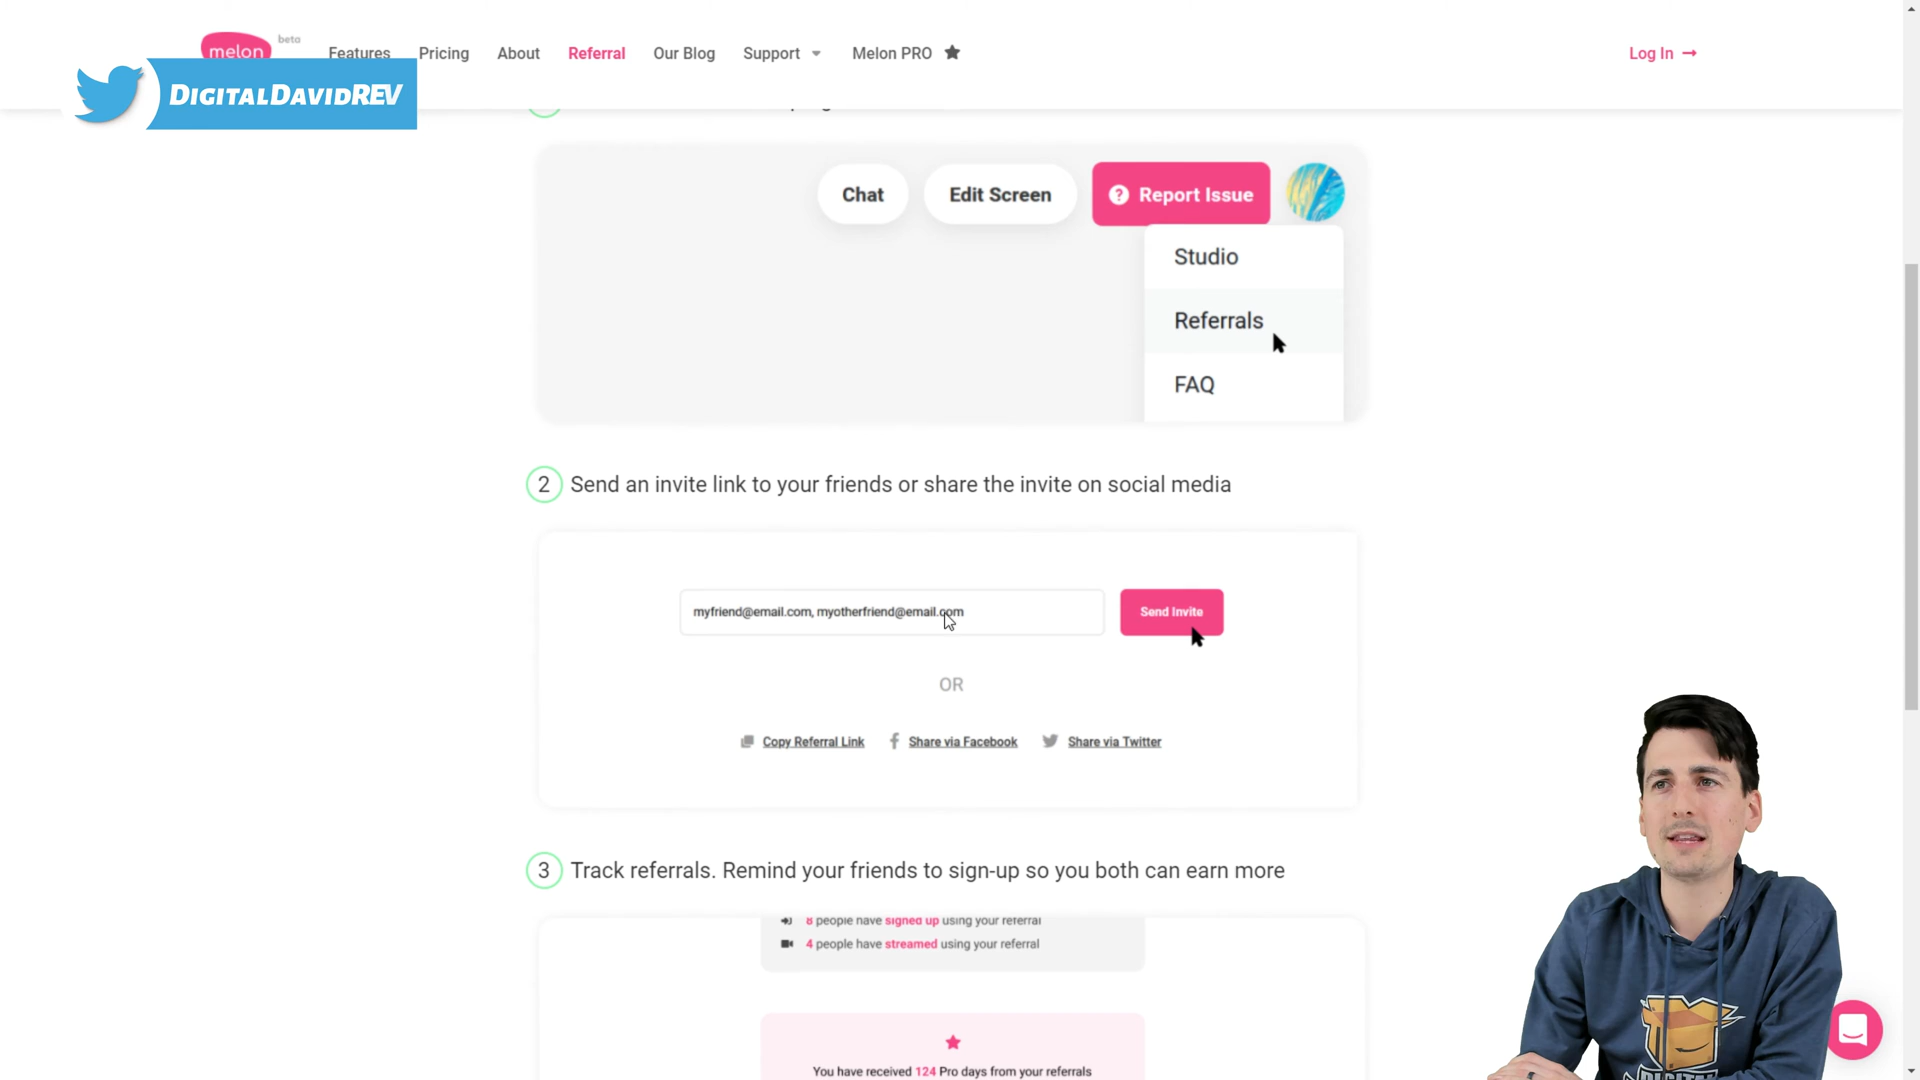 melon beta
Features Pricing About Referral Our Blog Support Melon PRO Log In →
DIGITALDAVIDREV
Chat Edit Screen ? Report Issue
Studio
Referrals
FAQ
2 Send an invite link to your friends or share the invite on social media
myfriend@email.com, myotherfriend@email.com Send Invite
OR
Copy Referral Link Share via Facebook Share via Twitter
3 Track referrals. Remind your friends to sign-up so you both can earn more
8 people have signed up using your referral
4 people have streamed using your referral
You have received 124 Pro days from your referrals
DIGITAL